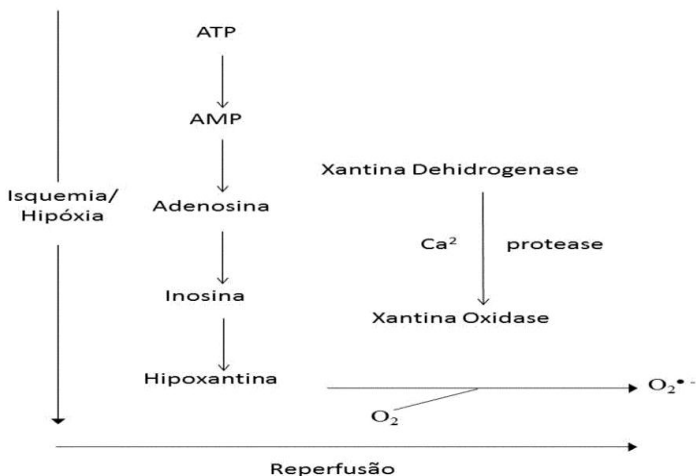 ATP
AMP
Xantina Dehidrogenase
Isquemia/
Hipóxia
Adenosina
Ca²
protease
Inosina
Xantina Oxidase
Hipoxantina
O₂
O₂•-
Reperfusão